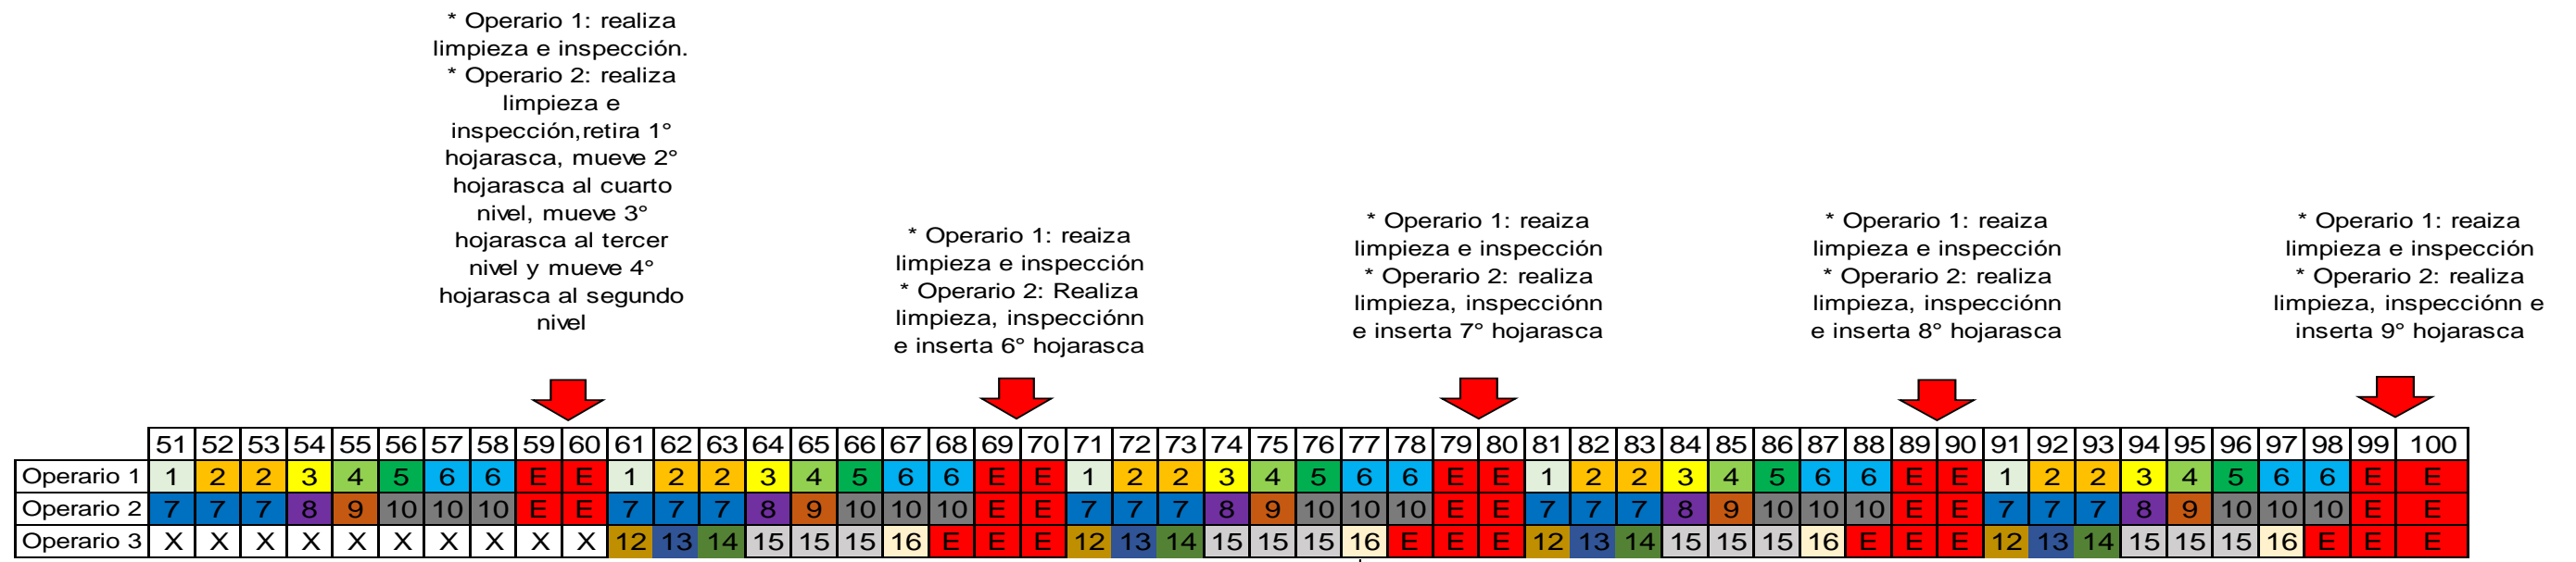 * Operario 1: realiza
limpieza e inspección.
* Operario 2: realiza
limpieza e
inspección,retira 1°
hojarasca, mueve 2°
hojarasca al cuarto
nivel, mueve 3°
hojarasca al tercer
nivel y mueve 4°
hojarasca al segundo
nivel
* Operario 1: reaiza
limpieza e inspección
* Operario 2: Realiza
limpieza, inspecciónn
e inserta 6° hojarasca
* Operario 1: reaiza
limpieza e inspección
* Operario 2: realiza
limpieza, inspecciónn
e inserta 7° hojarasca
* Operario 1: reaiza
limpieza e inspección
* Operario 2: realiza
limpieza, inspecciónn
e inserta 8° hojarasca
* Operario 1: reaiza
limpieza e inspección
* Operario 2: realiza
limpieza, inspecciónn e
inserta 9° hojarasca
51 52 53 54 55 56 57 58 59 60 61 62 63 64 65 66 67 68 69 70 71 72 73 74 75 76 77 78 79 80 81 82 83 84 85 86 87 88 89 90 91 92 93 94 95 96 97 98 99 100
Operario 1 1 2 2 3 4 5 6 6 E E 1 2 2 3 4 5 6 6 E E 1 2 2 3 4 5 6 6 E E 1 2 2 3 4 5 6 6 E E 1 2 2 3 4 5 6 6 E E
Operario 2 7 7 7 8 9 10 10 10 E E 7 7 7 8 9 10 10 10 E E 7 7 7 8 9 10 10 10 E E 7 7 7 8 9 10 10 10 E E 7 7 7 8 9 10 10 10 E E
Operario 3 X X X X X X X X X X 12 13 14 15 15 15 16 E E E 12 13 14 15 15 15 16 E E E 12 13 14 15 15 15 16 E E E 12 13 14 15 15 15 16 E E E